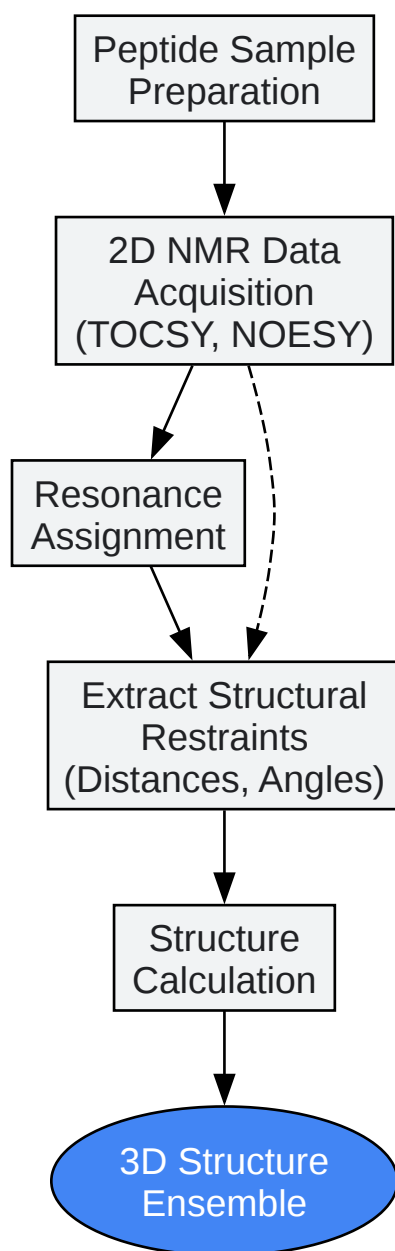 Peptide Sample
Preparation
2D NMR Data
Acquisition
(TOCSY, NOESY)
Resonance
Assignment
Extract Structural
Restraints
(Distances, Angles)
Structure
Calculation
3D Structure
Ensemble